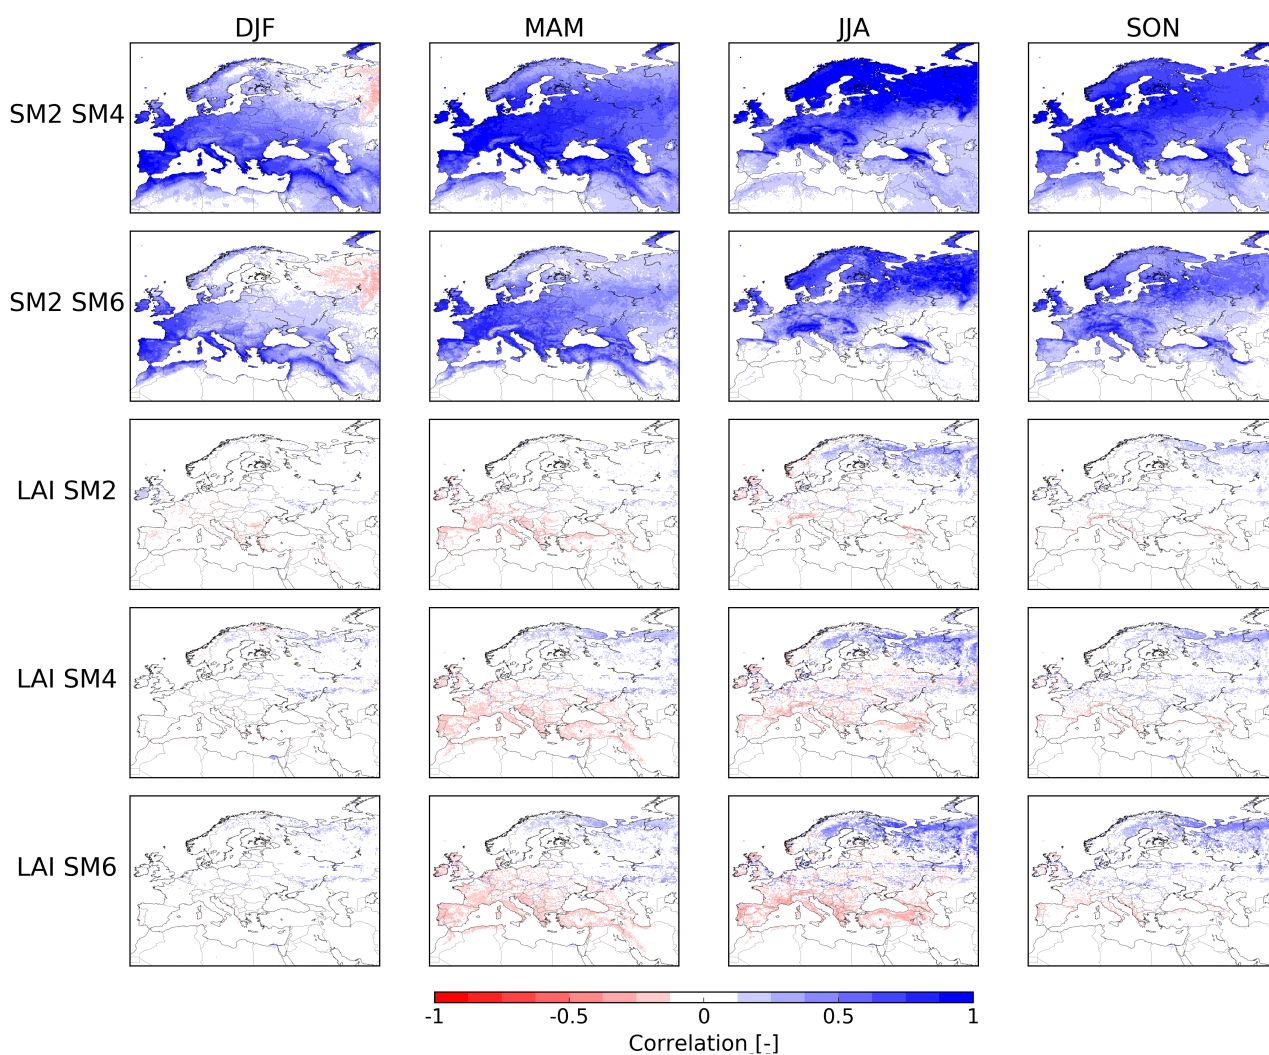 DJF MAM JJA SON
SM2 SM4
SM2 SM6
LAI SM2
LAI SM4
LAI SM6
-1 -0.5 0 0.5 1
Correlation [-]